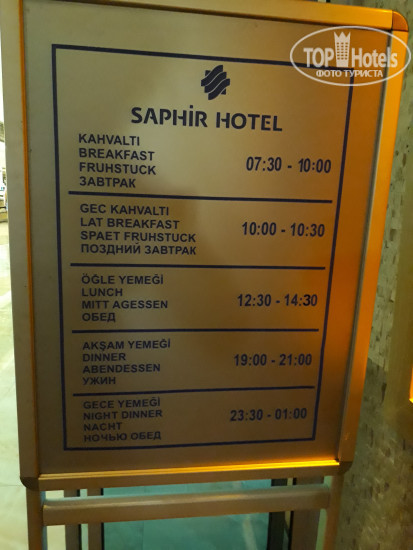 TOP Hotels
ФОТО ТУРИСТА
SAPHİR HOTEL
KAHVALTI
BREAKFAST
FRUHSTUCK
ЗАВТРАК
07:30 - 10:00
GEC KAHVALTI
LAT BREAKFAST
SPAET FRUHSTUCK
ПОЗДНИЙ ЗАВТРАК
10:00 - 10:30
ÖĞLE YEMEĞİ
LUNCH
MITT AGESSEN
ОБЕД
12:30 - 14:30
AKŞAM YEMEĞİ
DINNER
ABENDESSEN
УЖИН
19:00 - 21:00
GECE YEMEĞİ
NIGHT DINNER
NACHT
НОЧЬЮ ОБЕД
23:30 - 01:00